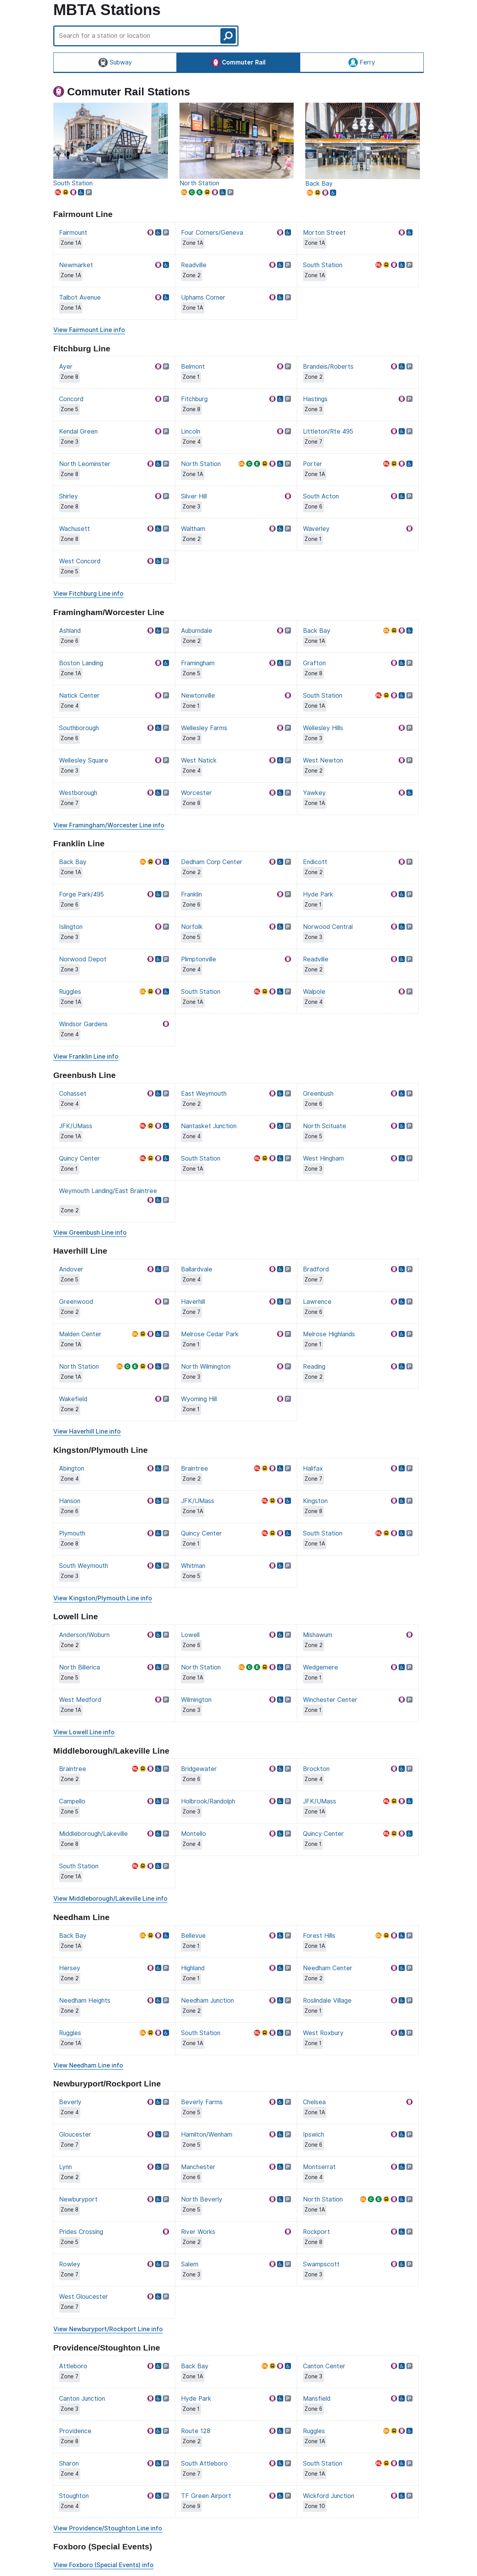 MBTA Stations
Search for a station or location
Subway
Commuter Rail
Ferry
Commuter Rail Stations
South Station
North Station
Back Bay
Fairmount Line
Fairmount
Zone 1A
Four Corners/Geneva
Zone 1A
Morton Street
Zone 1A
Newmarket
Zone 1A
Readville
Zone 2
South Station
Zone 1A
Talbot Avenue
Zone 1A
Uphams Corner
Zone 1A
View Fairmount Line info
Fitchburg Line
Ayer
Zone 8
Belmont
Zone 1
Brandeis/Roberts
Zone 2
Concord
Zone 5
Fitchburg
Zone 8
Hastings
Zone 3
Kendal Green
Zone 3
Lincoln
Zone 4
Littleton/Rte 495
Zone 7
North Leominster
Zone 8
North Station
Zone 1A
Porter
Zone 1A
Shirley
Zone 8
Silver Hill
Zone 3
South Acton
Zone 6
Wachusett
Zone 8
Waltham
Zone 2
Waverley
Zone 1
West Concord
Zone 5
View Fitchburg Line info
Framingham/Worcester Line
Ashland
Zone 6
Auburndale
Zone 2
Back Bay
Zone 1A
Boston Landing
Zone 1A
Framingham
Zone 5
Grafton
Zone 8
Natick Center
Zone 4
Newtonville
Zone 1
South Station
Zone 1A
Southborough
Zone 6
Wellesley Farms
Zone 3
Wellesley Hills
Zone 3
Wellesley Square
Zone 3
West Natick
Zone 4
West Newton
Zone 2
Westborough
Zone 7
Worcester
Zone 8
Yawkey
Zone 1A
View Framingham/Worcester Line info
Franklin Line
Back Bay
Zone 1A
Dedham Corp Center
Zone 2
Endicott
Zone 2
Forge Park/495
Zone 6
Franklin
Zone 6
Hyde Park
Zone 1
Islington
Zone 3
Norfolk
Zone 5
Norwood Central
Zone 3
Norwood Depot
Zone 3
Plimptonville
Zone 4
Readville
Zone 2
Ruggles
Zone 1A
South Station
Zone 1A
Walpole
Zone 4
Windsor Gardens
Zone 4
View Franklin Line info
Greenbush Line
Cohasset
Zone 4
East Weymouth
Zone 2
Greenbush
Zone 6
JFK/UMass
Zone 1A
Nantasket Junction
Zone 4
North Scituate
Zone 5
Quincy Center
Zone 1
South Station
Zone 1A
West Hingham
Zone 3
Weymouth Landing/East Braintree
Zone 2
View Greenbush Line info
Haverhill Line
Andover
Zone 5
Ballardvale
Zone 4
Bradford
Zone 7
Greenwood
Zone 2
Haverhill
Zone 7
Lawrence
Zone 6
Malden Center
Zone 1A
Melrose Cedar Park
Zone 1
Melrose Highlands
Zone 1
North Station
Zone 1A
North Wilmington
Zone 3
Reading
Zone 2
Wakefield
Zone 2
Wyoming Hill
Zone 1
View Haverhill Line info
Kingston/Plymouth Line
Abington
Zone 4
Braintree
Zone 2
Halifax
Zone 7
Hanson
Zone 6
JFK/UMass
Zone 1A
Kingston
Zone 8
Plymouth
Zone 8
Quincy Center
Zone 1
South Station
Zone 1A
South Weymouth
Zone 3
Whitman
Zone 5
View Kingston/Plymouth Line info
Lowell Line
Anderson/Woburn
Zone 2
Lowell
Zone 6
Mishawum
Zone 2
North Billerica
Zone 5
North Station
Zone 1A
Wedgemere
Zone 1
West Medford
Zone 1A
Wilmington
Zone 3
Winchester Center
Zone 1
View Lowell Line info
Middleborough/Lakeville Line
Braintree
Zone 2
Bridgewater
Zone 6
Brockton
Zone 4
Campello
Zone 5
Holbrook/Randolph
Zone 3
JFK/UMass
Zone 1A
Middleborough/Lakeville
Zone 8
Montello
Zone 4
Quincy Center
Zone 1
South Station
Zone 1A
View Middleborough/Lakeville Line info
Needham Line
Back Bay
Zone 1A
Bellevue
Zone 1
Forest Hills
Zone 1A
Hersey
Zone 2
Highland
Zone 1
Needham Center
Zone 2
Needham Heights
Zone 2
Needham Junction
Zone 2
Roslindale Village
Zone 1
Ruggles
Zone 1A
South Station
Zone 1A
West Roxbury
Zone 1
View Needham Line info
Newburyport/Rockport Line
Beverly
Zone 4
Beverly Farms
Zone 5
Chelsea
Zone 1A
Gloucester
Zone 7
Hamilton/Wenham
Zone 5
Ipswich
Zone 6
Lynn
Zone 2
Manchester
Zone 6
Montserrat
Zone 4
Newburyport
Zone 8
North Beverly
Zone 5
North Station
Zone 1A
Prides Crossing
Zone 5
River Works
Zone 2
Rockport
Zone 8
Rowley
Zone 7
Salem
Zone 3
Swampscott
Zone 3
West Gloucester
Zone 7
View Newburyport/Rockport Line info
Providence/Stoughton Line
Attleboro
Zone 7
Back Bay
Zone 1A
Canton Center
Zone 3
Canton Junction
Zone 3
Hyde Park
Zone 1
Mansfield
Zone 6
Providence
Zone 8
Route 128
Zone 2
Ruggles
Zone 1A
Sharon
Zone 4
South Attleboro
Zone 7
South Station
Zone 1A
Stoughton
Zone 4
TF Green Airport
Zone 9
Wickford Junction
Zone 10
View Providence/Stoughton Line info
Foxboro (Special Events)
View Foxboro (Special Events) info